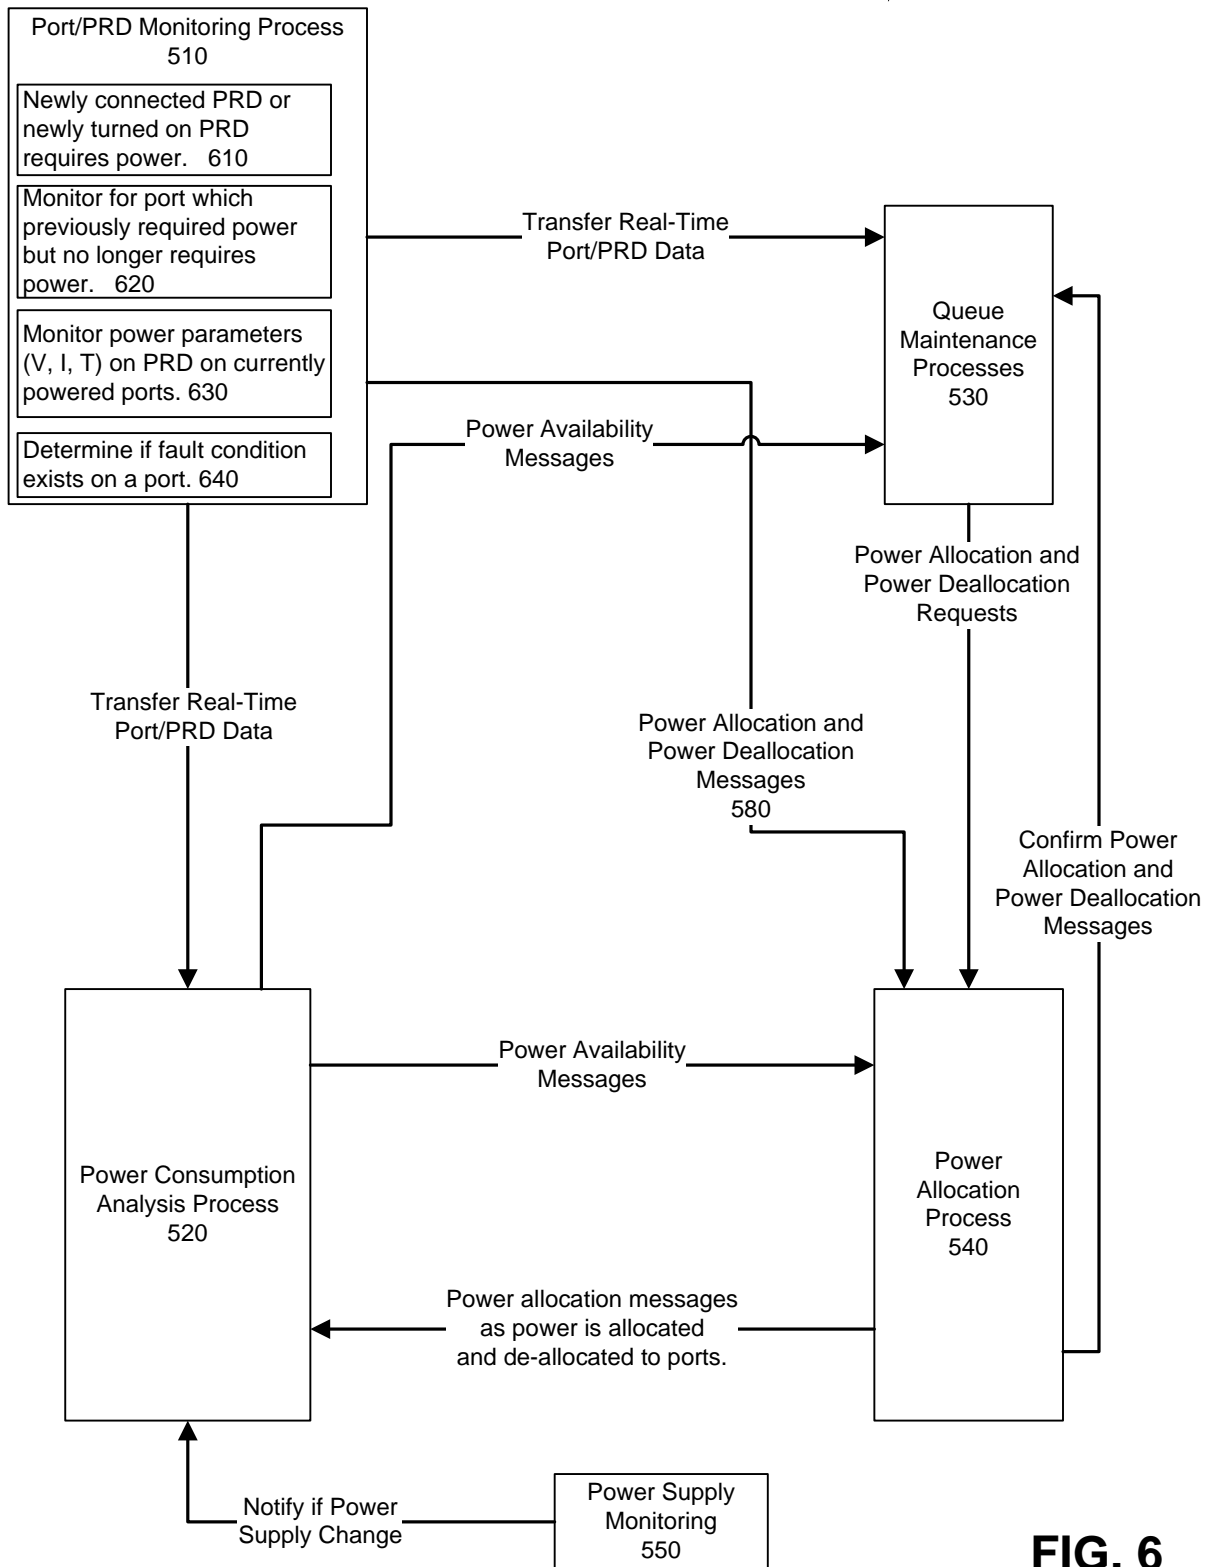 Port/PRD Monitoring Process
510
Newly connected PRD or
newly turned on PRD
requires power. 610
Monitor for port which
previously required power
but no longer requires
power. 620
Monitor power parameters
(V, I, T) on PRD on currently
powered ports. 630
Determine if fault condition
exists on a port. 640
Transfer Real-Time
Port/PRD Data
Queue
Maintenance
Processes
530
Power Availability
Messages
Power Allocation and
Power Deallocation
Requests
Transfer Real-Time
Port/PRD Data
Power Allocation and
Power Deallocation
Messages
580
Confirm Power
Allocation and
Power Deallocation
Messages
Power Availability
Messages
Power Consumption
Analysis Process
520
Power
Allocation
Process
540
Power allocation messages
as power is allocated
and de-allocated to ports.
Notify if Power
Supply Change
Power Supply
Monitoring
550
FIG. 6